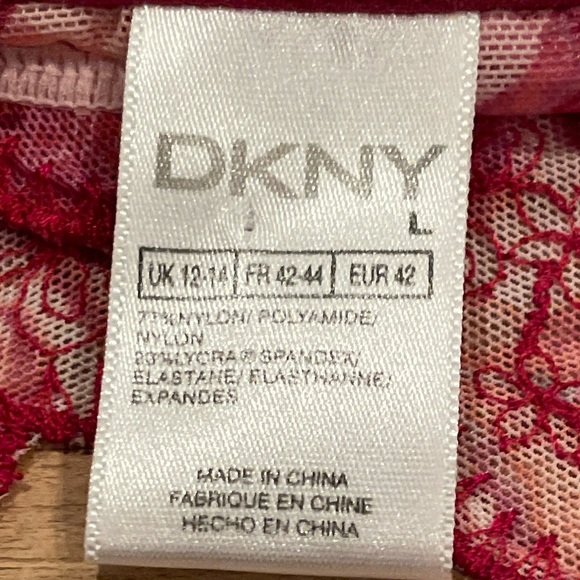 DKNY
L
UK 12-14 FR 42-44 EUR 42
77%NYLON/ POLYAMIDE/
NYLON
23%LYCRA® SPANDEX/
ELASTANE/ ELASTHANNE/
EXPANDES
MADE IN CHINA
FABRIQUE EN CHINE
HECHO EN CHINA